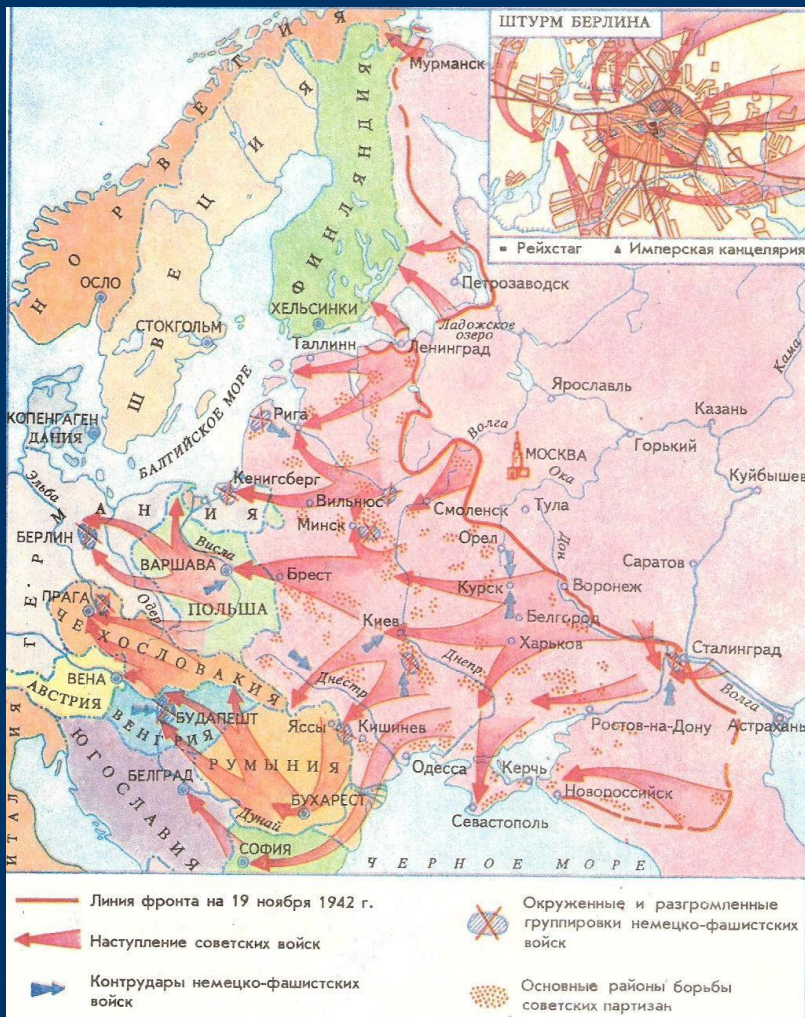 ШТУРМ БЕРЛИНА
Рейхстаг
Имперская канцелярия
НОРВЕГИЯ
ШВЕЦИЯ
ФИНЛЯНДИЯ
Мурманск
Петрозаводск
ОСЛО
СТОКГОЛЬМ
ХЕЛЬСИНКИ
Ладожское
озеро
Таллинн
Ленинград
БАЛТИЙСКОЕ МОРЕ
КОПЕНГАГЕН
ДАНИЯ
Рига
Волга
Ярославль
Казань
Кама
МОСКВА
Горький
Ока
Куйбышев
Эльба
ГЕРМАНИЯ
Кенигсберг
Вильнюс
Смоленск
Тула
Минск
Орел
Дон
БЕРЛИН
Висла
ВАРШАВА
Брест
Саратов
Курск
Воронеж
ПОЛЬША
Одер
ПРАГА
Белгород
Киев
Харьков
Сталинград
ЧЕХОСЛОВАКИЯ
Днепр
Днестр
Волга
ВЕНА
АВСТРИЯ
БУДАПЕШТ
ВЕНГРИЯ
Яссы
Кишинев
Ростов-на-Дону
Астрахань
РУМЫНИЯ
Одесса
Керчь
ИТАЛИЯ
ЮГОСЛАВИЯ
БЕЛГРАД
БУХАРЕСТ
Новороссийск
Дунай
Севастополь
СОФИЯ
ЧЕРНОЕ МОРЕ
Линия фронта на 19 ноября 1942 г.
Наступление советских войск
Контрудары немецко-фашистских
войск
Окруженные и разгромленные
группировки немецко-фашистских
войск
Основные районы борьбы
советских партизан